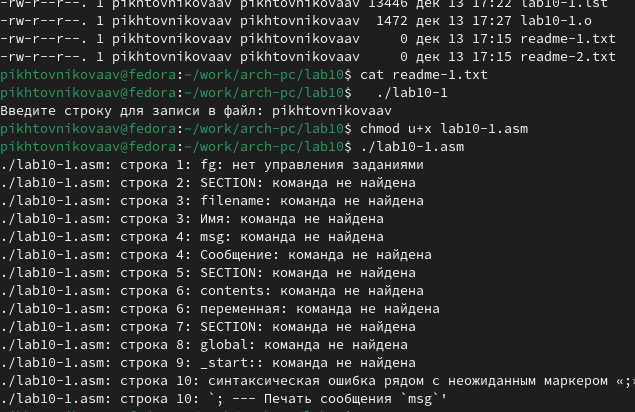 -rw-r--r--. 1 pikhtovnikovaav pikhtovnikovaav 13446 дек 13 17:22 lab10-1.lst
-rw-r--r--. 1 pikhtovnikovaav pikhtovnikovaav  1472 дек 13 17:27 lab10-1.o
-rw-r--r--. 1 pikhtovnikovaav pikhtovnikovaav     0 дек 13 17:15 readme-1.txt
-rw-r--r--. 1 pikhtovnikovaav pikhtovnikovaav     0 дек 13 17:15 readme-2.txt
pikhtovnikovaav@fedora:~/work/arch-pc/lab10$ cat readme-1.txt
pikhtovnikovaav@fedora:~/work/arch-pc/lab10$   ./lab10-1
Введите строку для записи в файл: pikhtovnikovaav
pikhtovnikovaav@fedora:~/work/arch-pc/lab10$ chmod u+x lab10-1.asm
pikhtovnikovaav@fedora:~/work/arch-pc/lab10$ ./lab10-1.asm
./lab10-1.asm: строка 1: fg: нет управления заданиями
./lab10-1.asm: строка 2: SECTION: команда не найдена
./lab10-1.asm: строка 3: filename: команда не найдена
./lab10-1.asm: строка 3: Имя: команда не найдена
./lab10-1.asm: строка 4: msg: команда не найдена
./lab10-1.asm: строка 4: Сообщение: команда не найдена
./lab10-1.asm: строка 5: SECTION: команда не найдена
./lab10-1.asm: строка 6: contents: команда не найдена
./lab10-1.asm: строка 6: переменная: команда не найдена
./lab10-1.asm: строка 7: SECTION: команда не найдена
./lab10-1.asm: строка 8: global: команда не найдена
./lab10-1.asm: строка 9: _start:: команда не найдена
./lab10-1.asm: строка 10: синтаксическая ошибка рядом с неожиданным маркером «;»
./lab10-1.asm: строка 10: `; --- Печать сообщения `msg`'